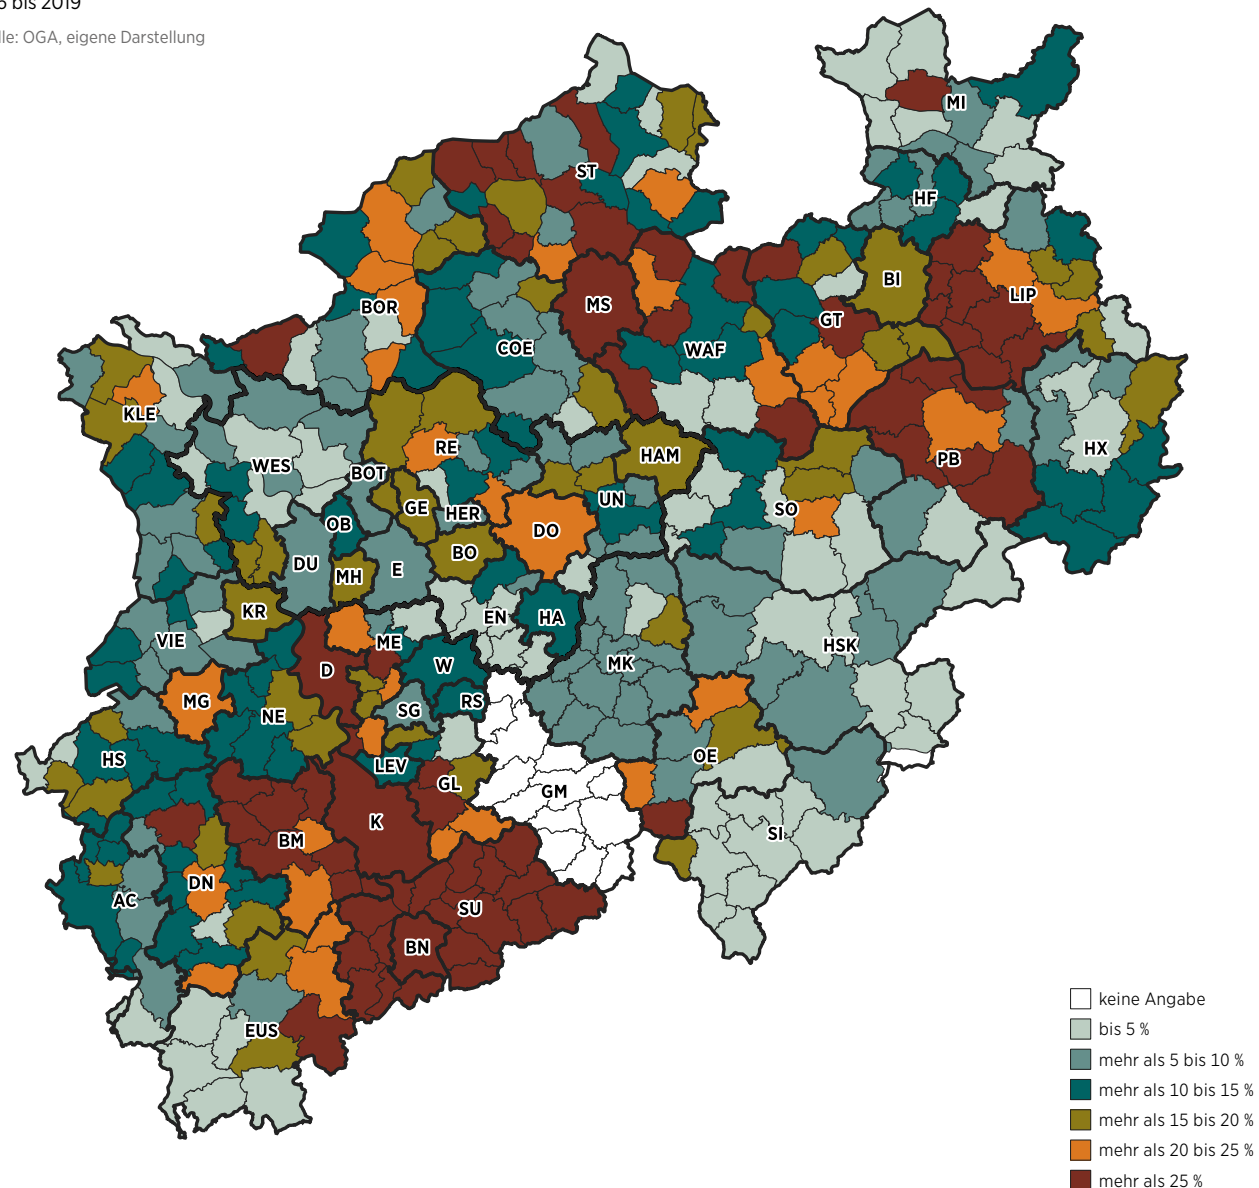 bis 2019
lle: OGA, eigene Darstellung
MI
ST
HF
BI
LIP
MS
BOR
GT
COE
WAF
KLE
RE
HAM
HX
WES
BOT
PB
GE
HER
UN
SO
OB
DO
BO
DU
MH
E
KR
EN
HA
VIE
ME
HSK
W
MK
D
MG
RS
SG
NE
OE
HS
LEV
GL
GM
K
SI
BM
DN
AC
SU
BN
EUS
keine Angabe
bis 5 %
mehr als 5 bis 10 %
mehr als 10 bis 15 %
mehr als 15 bis 20 %
mehr als 20 bis 25 %
mehr als 25 %